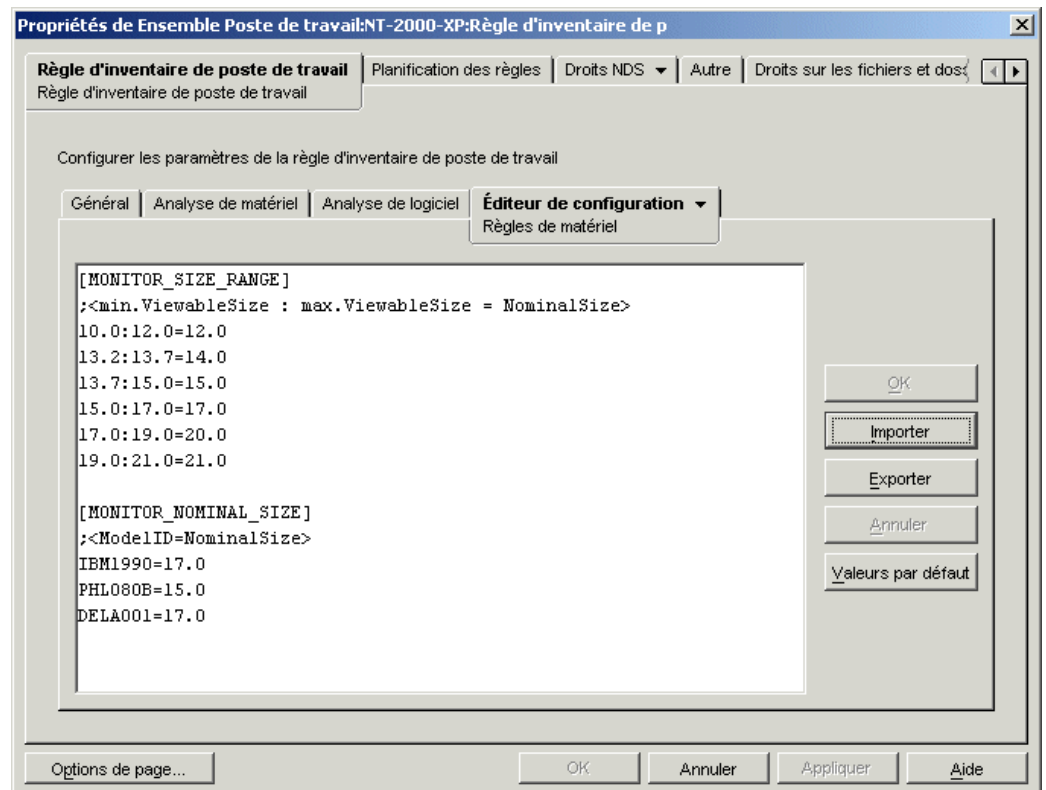 Propriétés de Ensemble Poste de travail:NT-2000-XP:Règle d'inventaire de p
Règle d'inventaire de poste de travail Planification des règles Droits NDS Autre Droits sur les fichiers et doss
Règle d'inventaire de poste de travail
Configurer les paramètres de la règle d'inventaire de poste de travail
Général Analyse de matériel Analyse de logiciel Éditeur de configuration
Règles de matériel
[MONITOR_SIZE_RANGE]
;<min.ViewableSize : max.ViewableSize = NominalSize>
10.0:12.0=12.0
13.2:13.7=14.0
13.7:15.0=15.0
15.0:17.0=17.0
17.0:19.0=20.0
19.0:21.0=21.0
[MONITOR_NOMINAL_SIZE]
;<ModelID=NominalSize>
IBM1990=17.0
PHL080B=15.0
DELA001=17.0
OK
Importer
Exporter
Annuler
Valeurs par défaut
Options de page... OK Annuler Appliquer Aide